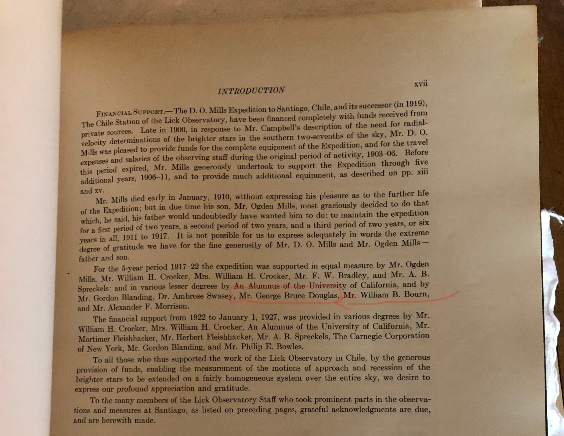 INTRODUCTION
xvii
FINANCIAL SUPPORT.—The D. O. Mills Expedition to Santiago, Chile, and its successor (in 1919),
The Chile Station of the Lick Observatory, have been financed completely with funds received from
private sources. Late in 1900, in response to Mr. Campbell's description of the need for radial-
velocity determinations of the brighter stars in the southern two-sevenths of the sky, Mr. D. O.
Mills was pleased to provide funds for the complete equipment of the Expedition, and for the travel
expenses and salaries of the observing staff during the original period of activity, 1903–06. Before
this period expired, Mr. Mills generously undertook to support the Expedition through five
additional years, 1906–11, and to provide much additional equipment, as described on pp. xiii
and xv.
Mr. Mills died early in January, 1910, without expressing his pleasure as to the further life
of the Expedition; but in due time his son, Mr. Ogden Mills, most graciously decided to do that
which, he said, his father would undoubtedly have wanted him to do: to maintain the expedition
for a first period of two years, a second period of two years, and a third period of two years, or six
years in all, 1911 to 1917. It is not possible for us to express adequately in words the extreme
degree of gratitude we have for the fine generosity of Mr. D. O. Mills and Mr. Ogden Mills—
father and son.
For the 5-year period 1917–22 the expedition was supported in equal measure by Mr. Ogden
Mills, Mr. William H. Crocker, Mrs. William H. Crocker, Mr. F. W. Bradley, and Mr. A. B.
Spreckels; and in various lesser degrees by An Alumnus of the University of California, and by
Mr. Gordon Blanding, Dr. Ambrose Swasey, Mr. George Bruce Douglas, Mr. William B. Bourn,
and Mr. Alexander F. Morrison.
The financial support from 1922 to January 1, 1927, was provided in various degrees by Mr.
William H. Crocker, Mrs. William H. Crocker, An Alumnus of the University of California, Mr.
Mortimer Fleishhacker, Mr. Herbert Fleishhacker, Mr. A. B. Spreckels, The Carnegie Corporation
of New York, Mr. Gordon Blanding, and Mr. Philip E. Bowles.
To all those who thus supported the work of the Lick Observatory in Chile, by the generous
provision of funds, enabling the measurement of the motions of approach and recession of the
brighter stars to be extended on a fairly homogeneous system over the entire sky, we desire to
express our profound appreciation and gratitude.
To the many members of the Lick Observatory Staff who took prominent parts in the observa-
tions and measures at Santiago, as listed on preceding pages, grateful acknowledgments are due,
and are herewith made.